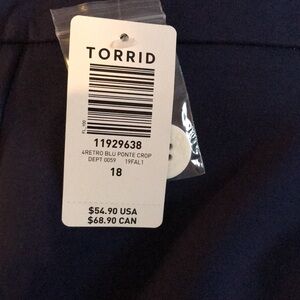 TORRID
11929638
4RETRO BLU PONTE CROP
DEPT 0059 19FAL1
18
$54.90 USA
$68.90 CAN